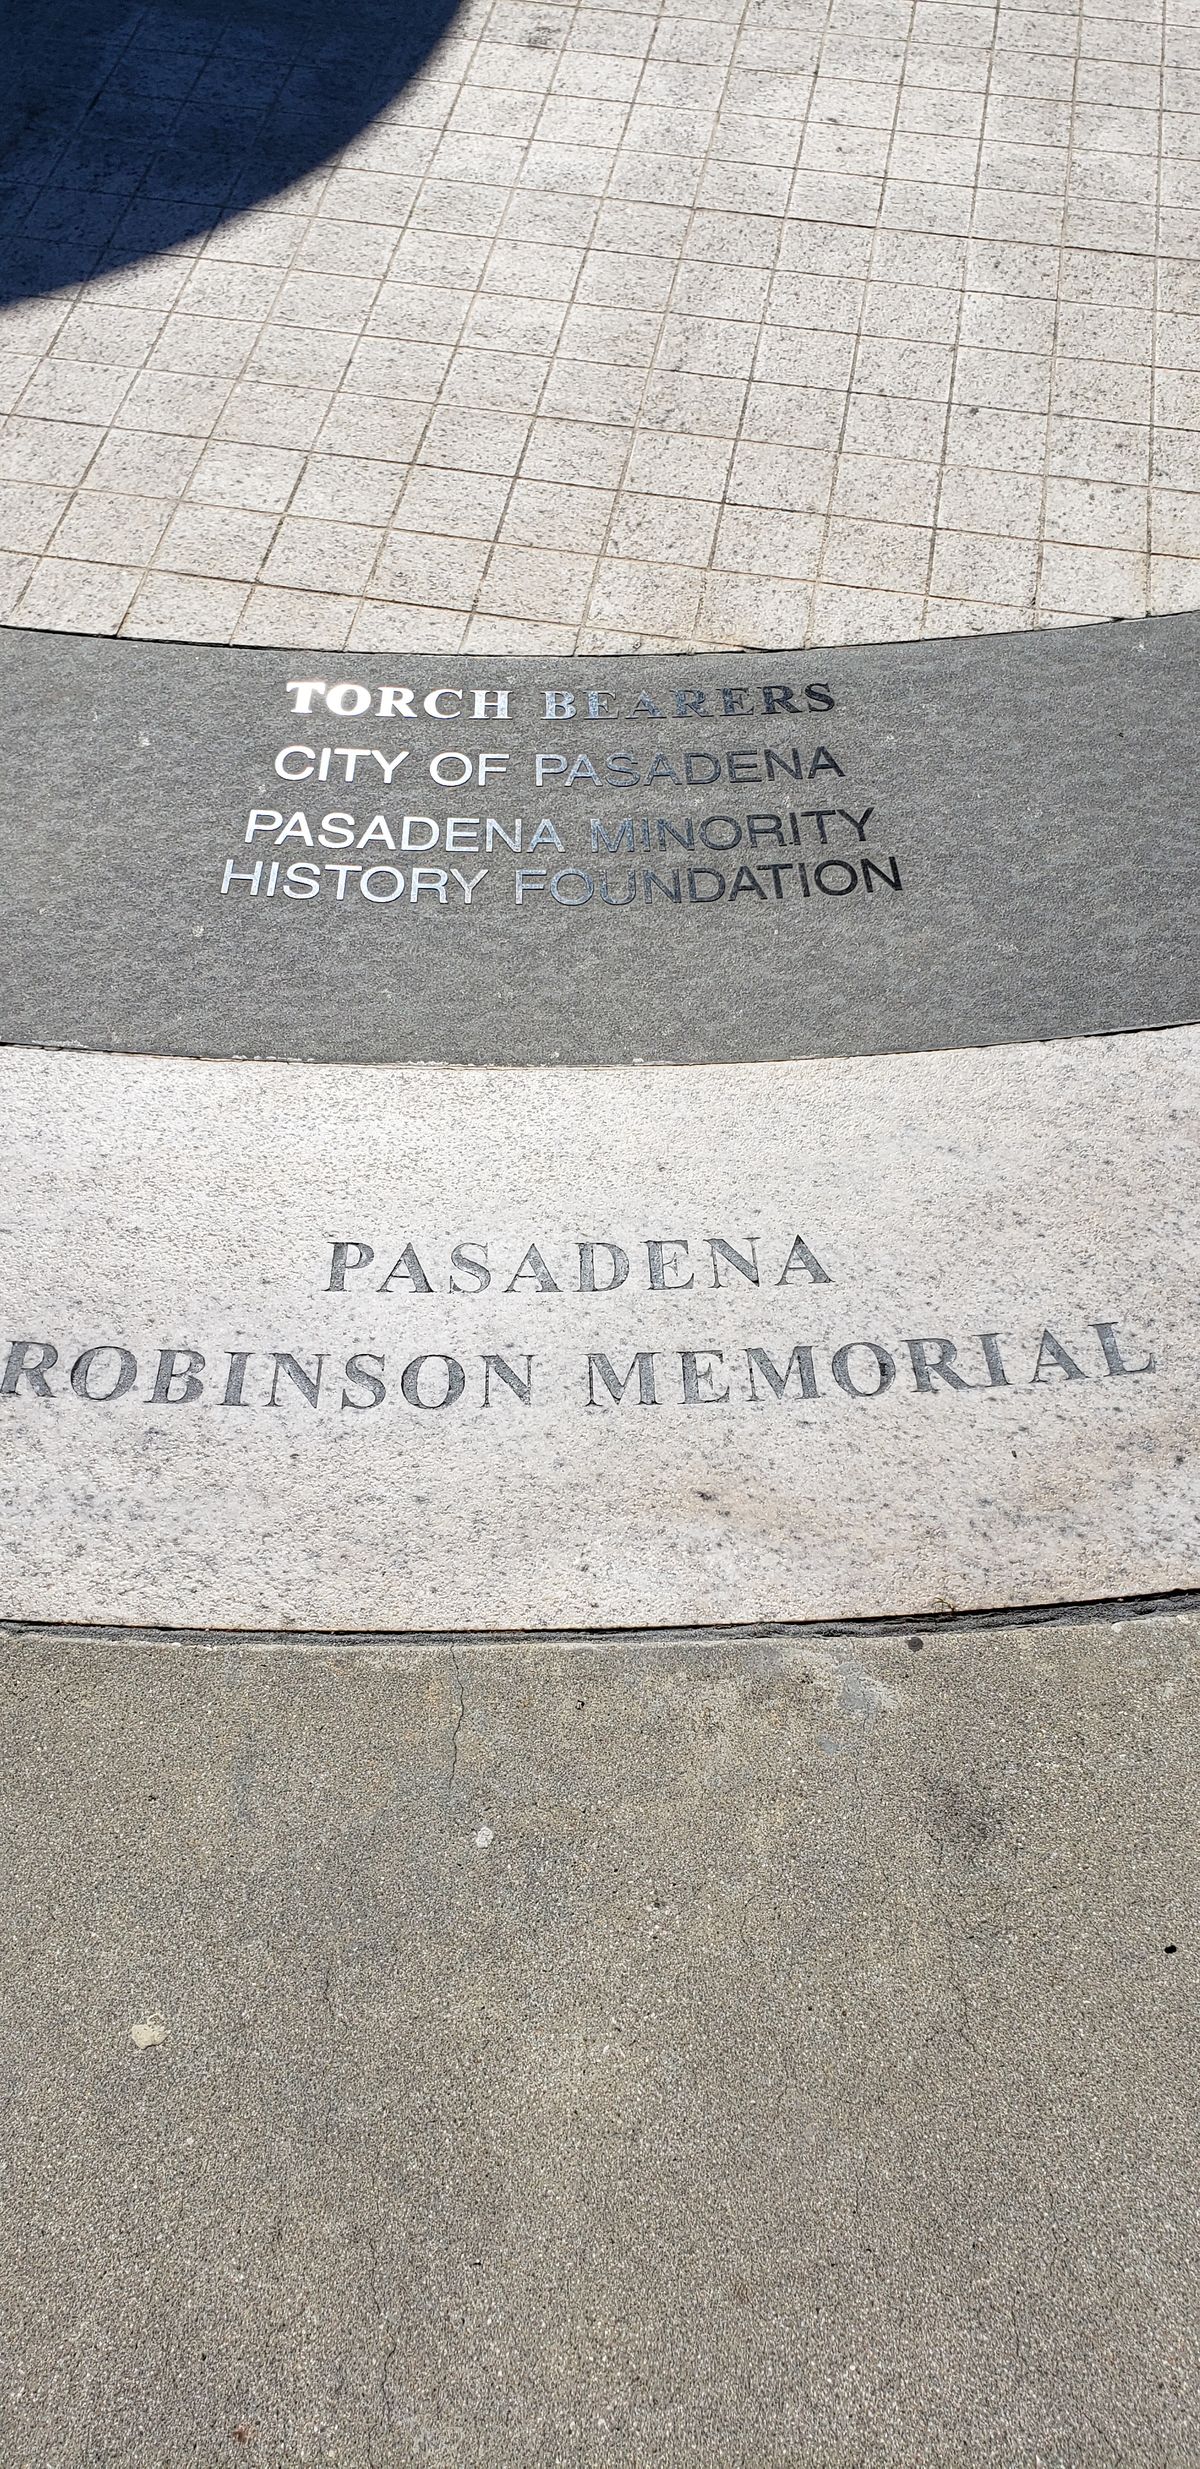 TORCH BEARERS
CITY OF PASADENA
PASADENA MINORITY
HISTORY FOUNDATION
PASADENA
ROBINSON MEMORIAL